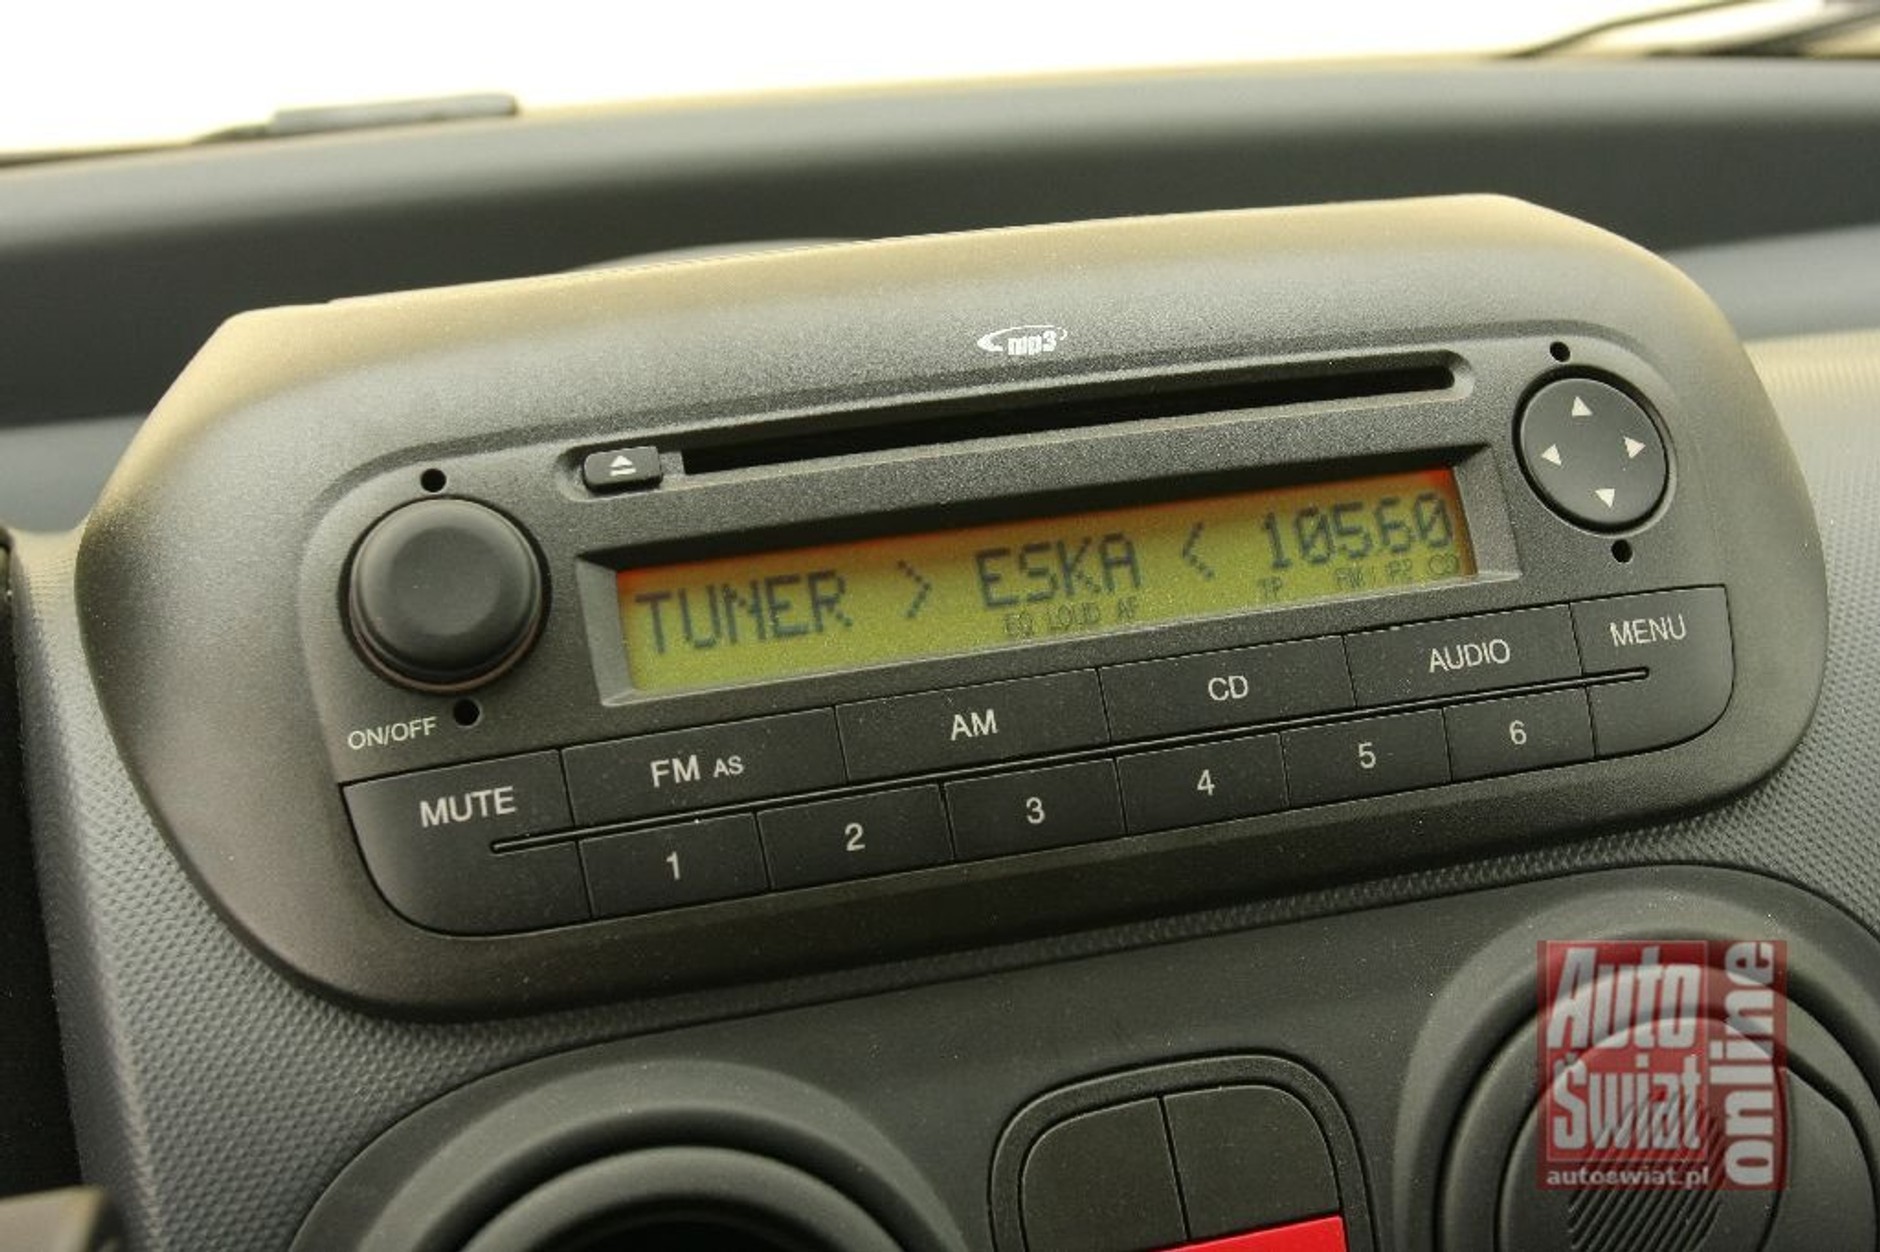 mp3
TUNER > ESKA < 10560
EQ LOUD AF TP
ON/OFF
MUTE FM AS AM CD AUDIO MENU
1 2 3 4 5 6
Auto
Świat
online
autoswiat.pl